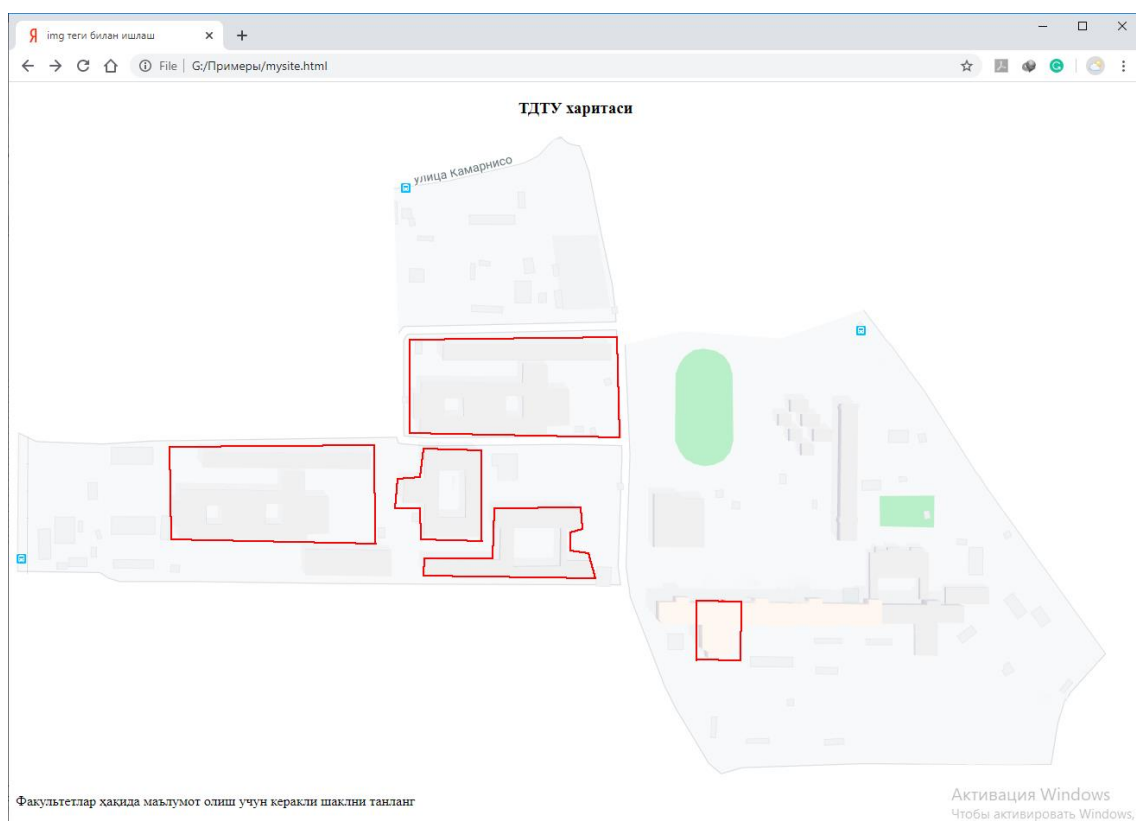 img теги билан ишлаш
File | G:/Примеры/mysite.html
ТДТУ харитаси
улица Камарнисо
Факультетлар ҳақида маълумот олиш учун керакли шаклни танланг
Активация Windows
Чтобы активировать Windows,